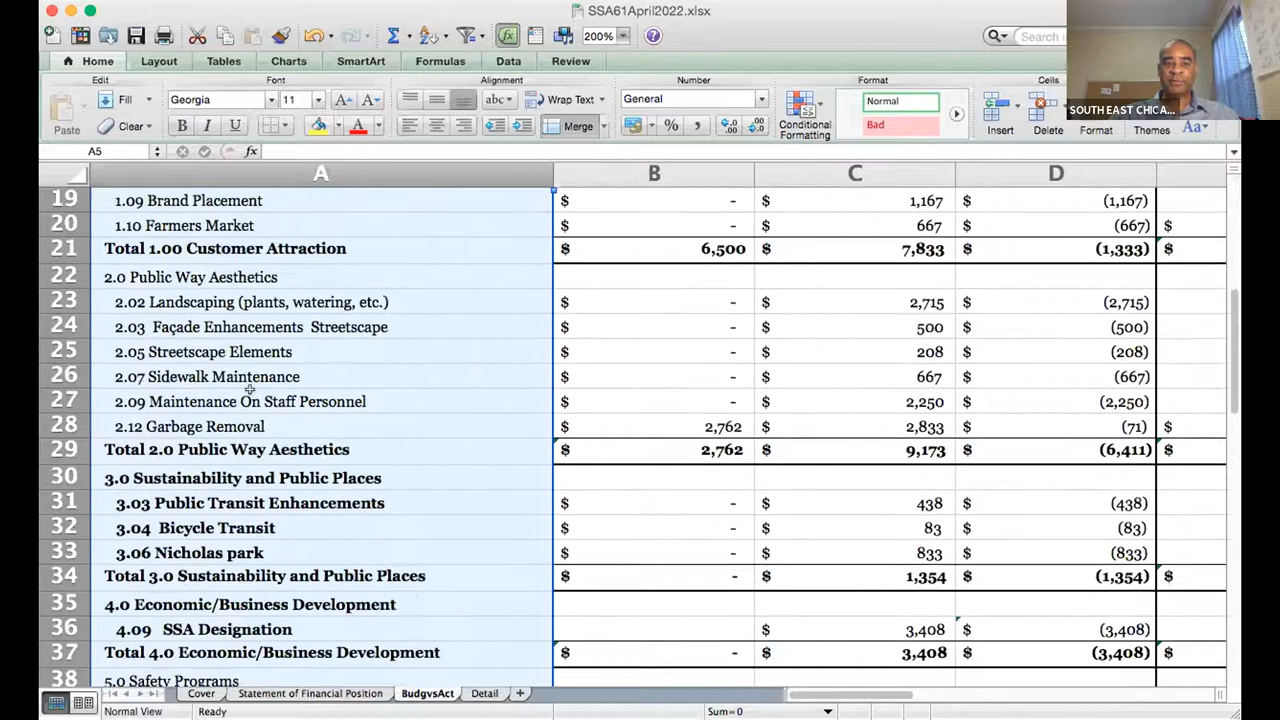 SSA61April2022.xlsx
200%
Search in
Home Layout Tables Charts SmartArt Formulas Data Review
SOUTH EAST CHICA...
Edit Font Alignment Number Format Cells
Fill Georgia 11 abc Wrap Text General Normal
Paste Clear B I U Merge % Conditional Formatting Bad Insert Delete Format Themes Aa
A5 fx
A B C D
19 1.09 Brand Placement $ - $ 1,167 $ (1,167)
20 1.10 Farmers Market $ - $ 667 $ (667) $
21 Total 1.00 Customer Attraction $ 6,500 $ 7,833 $ (1,333) $
22 2.0 Public Way Aesthetics
23 2.02 Landscaping (plants, watering, etc.) $ - $ 2,715 $ (2,715)
24 2.03 Façade Enhancements Streetscape $ - $ 500 $ (500)
25 2.05 Streetscape Elements $ - $ 208 $ (208)
26 2.07 Sidewalk Maintenance $ - $ 667 $ (667)
27 2.09 Maintenance On Staff Personnel $ - $ 2,250 $ (2,250)
28 2.12 Garbage Removal $ 2,762 $ 2,833 $ (71) $
29 Total 2.0 Public Way Aesthetics $ 2,762 $ 9,173 $ (6,411) $
30 3.0 Sustainability and Public Places
31 3.03 Public Transit Enhancements $ - $ 438 $ (438)
32 3.04 Bicycle Transit $ - $ 83 $ (83)
33 3.06 Nicholas park $ - $ 833 $ (833)
34 Total 3.0 Sustainability and Public Places $ - $ 1,354 $ (1,354) $
35 4.0 Economic/Business Development
36 4.09 SSA Designation $ 3,408 $ (3,408)
37 Total 4.0 Economic/Business Development $ - $ 3,408 $ (3,408) $
38 5.0 Safety Programs
Cover Statement of Financial Position BudgvsAct Detail +
Normal View Ready Sum=0